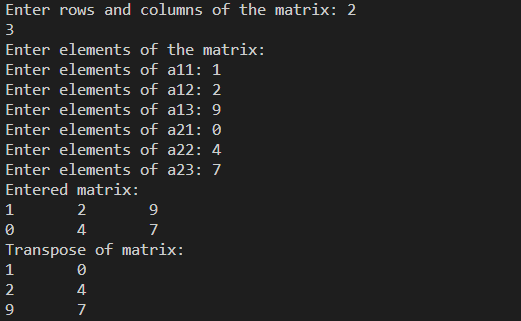 Enter rows and columns of the matrix: 2
3
Enter elements of the matrix:
Enter elements of a11: 1
Enter elements of a12: 2
Enter elements of a13: 9
Enter elements of a21: 0
Enter elements of a22: 4
Enter elements of a23: 7
Entered matrix:
1 2 9
0 4 7
Transpose of matrix:
1 0
2 4
9 7